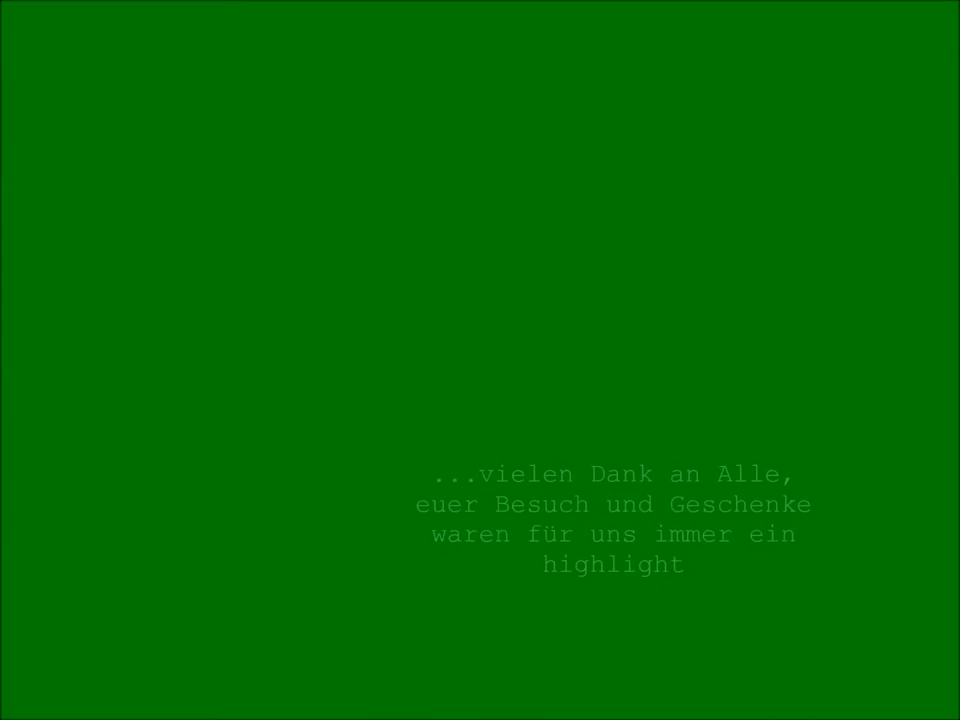 ...vielen Dank an Alle,
euer Besuch und Geschenke
waren für uns immer ein
highlight